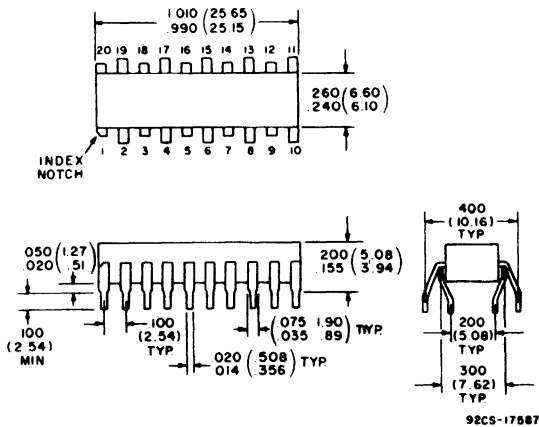 1.010 (25.65)
.990 (25.15)
20 19 18 17 16 15 14 13 12 11
.260 (6.60)
.240 (6.10)
INDEX
NOTCH
1 2 3 4 5 6 7 8 9 10
.050 (1.27)
.020 (.51)
.200 (5.08)
.155 (3.94)
.400
(10.16)
TYP
.100
(2.54)
MIN
.100
(2.54)
TYP.
.075 (1.90)
.035 (.89) TYP.
.020 (.508)
.014 (.356) TYP.
.200
(5.08)
TYP
.300
(7.62)
TYP
92CS-17587